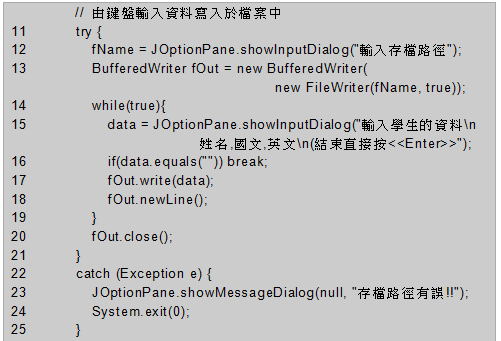 // 由鍵盤輸入資料寫入於檔案中
11 try {
12 fName = JOptionPane.showInputDialog("輸入存檔路徑");
13 BufferedWriter fOut = new BufferedWriter(
new FileWriter(fName, true));
14 while(true){
15 data = JOptionPane.showInputDialog("輸入學生的資料\n
姓名,國文,英文\n(結束直接按<<Enter>>");
16 if(data.equals("")) break;
17 fOut.write(data);
18 fOut.newLine();
19 }
20 fOut.close();
21 }
22 catch (Exception e) {
23 JOptionPane.showMessageDialog(null, "存檔路徑有誤!!");
24 System.exit(0);
25 }